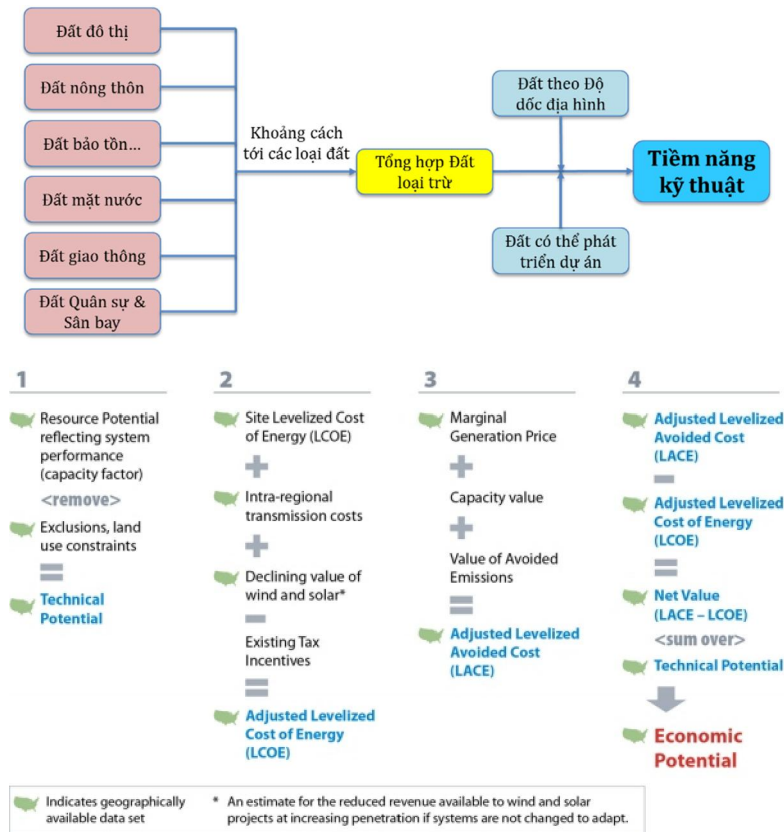 Đất đô thị
Đất nông thôn
Đất bảo tồn...
Đất mặt nước
Đất giao thông
Đất Quân sự &
Sân bay
Khoảng cách
tới các loại đất
Tổng hợp Đất
loại trừ
Đất theo Độ
dốc địa hình
Đất có thể phát
triển dự án
Tiềm năng
kỹ thuật
1
Resource Potential
reflecting system
performance
(capacity factor)
<remove>
Exclusions, land
use constraints
=
Technical
Potential
2
Site Levelized Cost
of Energy (LCOE)
+
Intra-regional
transmission costs
+
Declining value of
wind and solar*
-
Existing Tax
Incentives
=
Adjusted Levelized
Cost of Energy
(LCOE)
3
Marginal
Generation Price
+
Capacity value
+
Value of Avoided
Emissions
=
Adjusted Levelized
Avoided Cost
(LACE)
4
Adjusted Levelized
Avoided Cost
(LACE)
-
Adjusted Levelized
Cost of Energy
(LCOE)
=
Net Value
(LACE – LCOE)
<sum over>
Technical Potential
Economic
Potential
Indicates geographically
available data set
* An estimate for the reduced revenue available to wind and solar
projects at increasing penetration if systems are not changed to adapt.